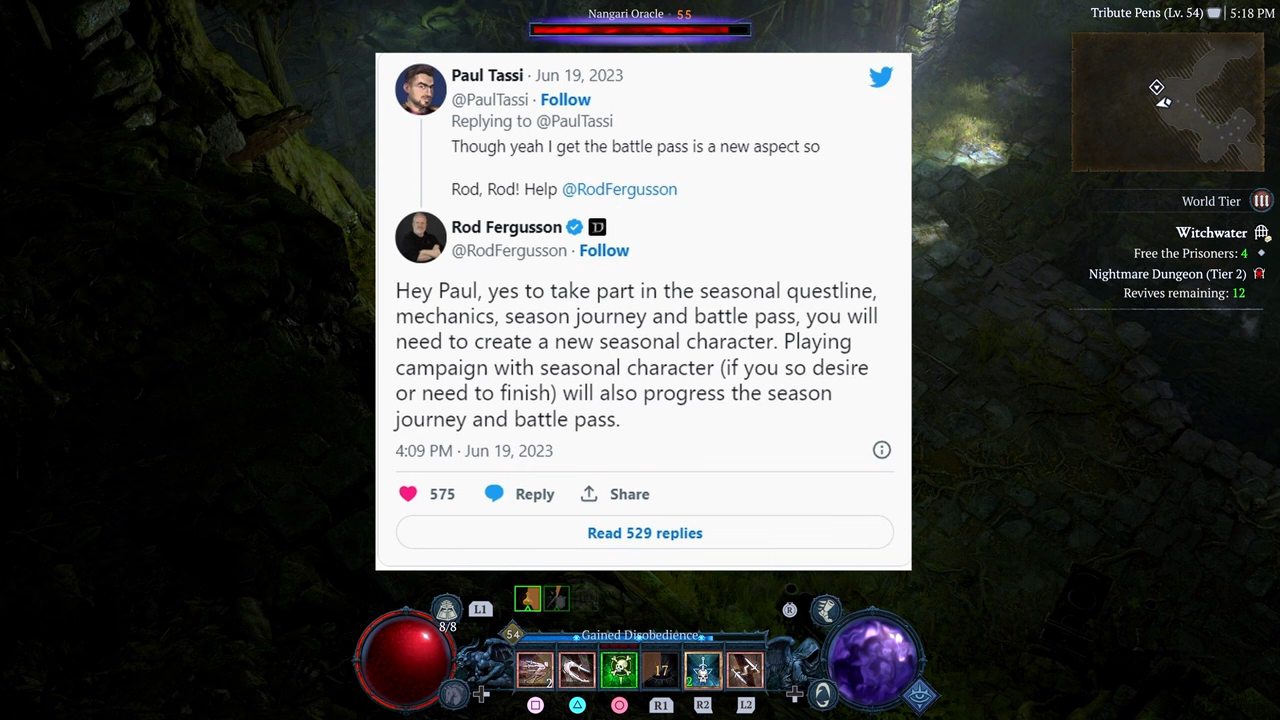 Nangari Oracle 55
Tribute Pens (Lv. 54) 5:18 PM
Paul Tassi · Jun 19, 2023
@PaulTassi · Follow
Replying to @PaulTassi
Though yeah I get the battle pass is a new aspect so
Rod, Rod! Help @RodFergusson
Rod Fergusson
@RodFergusson · Follow
Hey Paul, yes to take part in the seasonal questline,
mechanics, season journey and battle pass, you will
need to create a new seasonal character. Playing
campaign with seasonal character (if you so desire
or need to finish) will also progress the season
journey and battle pass.
4:09 PM · Jun 19, 2023
575 Reply Share
Read 529 replies
World Tier III
Witchwater
Free the Prisoners: 4
Nightmare Dungeon (Tier 2)
Revives remaining: 12
L1
R
8/8
54
Gained Disobedience
2
1
17
2
R1
R2
L2